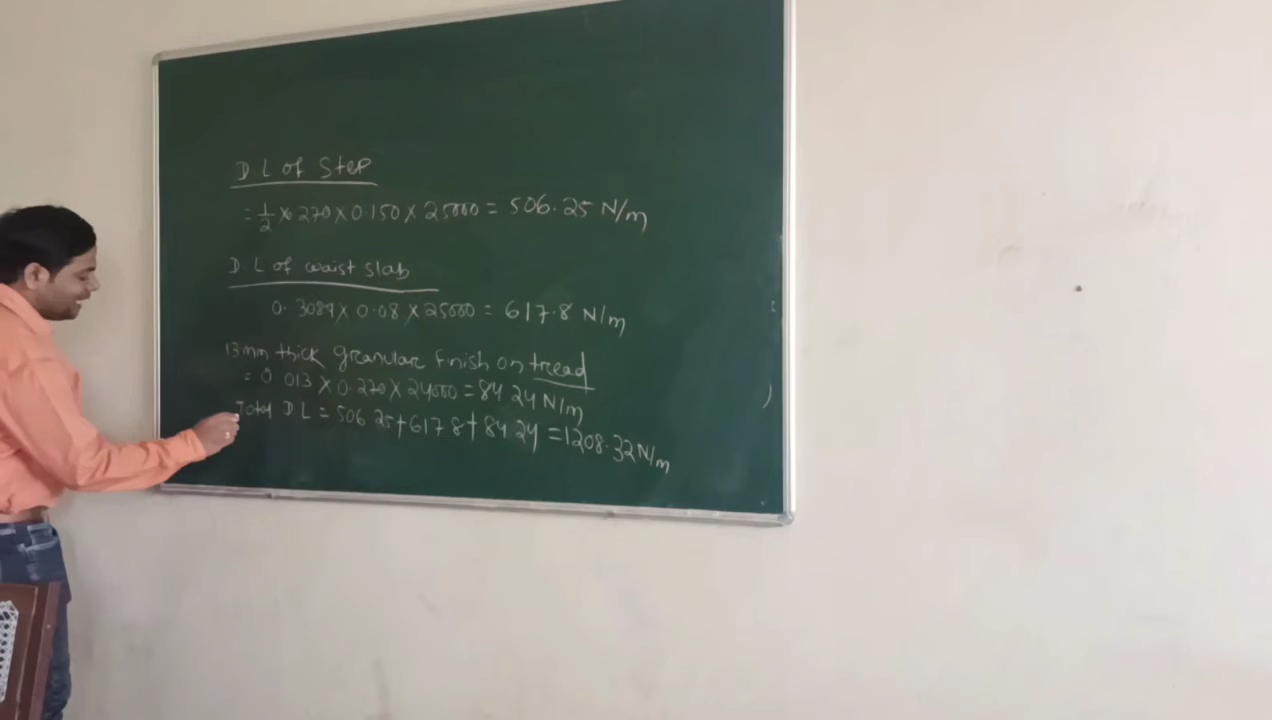 D.L of Step
= 1/2 × 0.270 × 0.150 × 25000 = 506.25 N/m
D.L of waist slab
0.3089 × 0.08 × 25000 = 617.8 N/m
13mm thick granular finish on tread
= 0.013 × 0.270 × 24000 = 84.24 N/m
Total D L = 506.25 + 617.8 + 84.24 = 1208.32 N/m